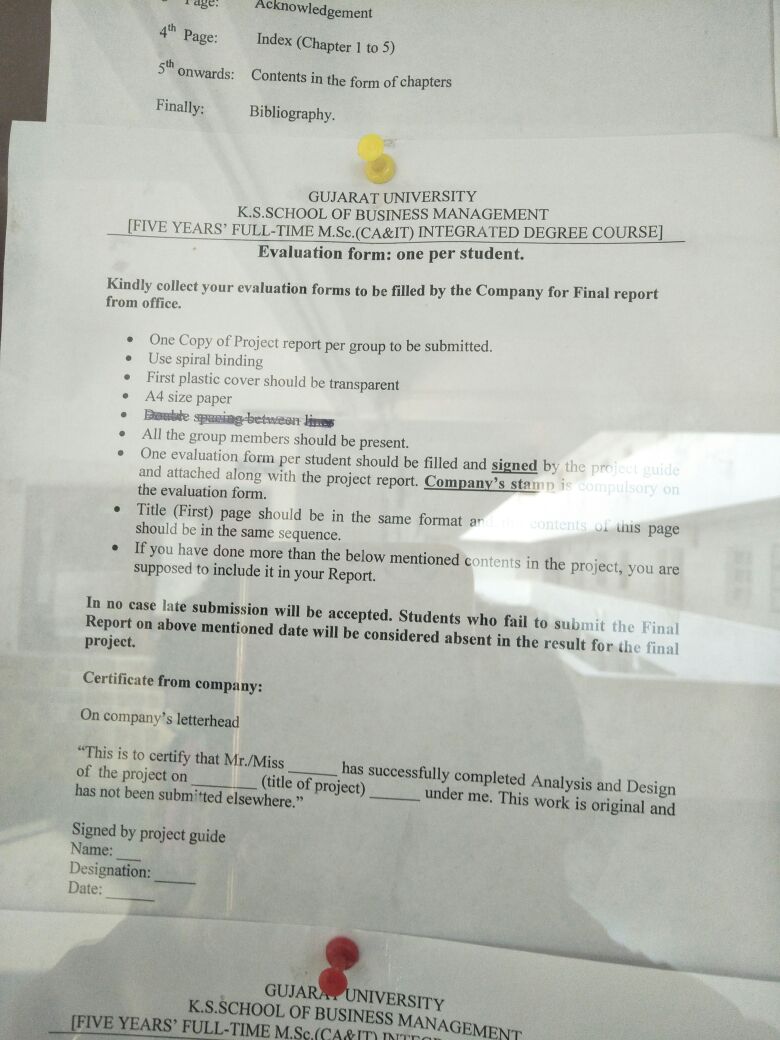 Page: Acknowledgement
4th Page: Index (Chapter 1 to 5)
5th onwards: Contents in the form of chapters
Finally: Bibliography.
GUJARAT UNIVERSITY
K.S.SCHOOL OF BUSINESS MANAGEMENT
[FIVE YEARS' FULL-TIME M.Sc.(CA&IT) INTEGRATED DEGREE COURSE]
Evaluation form: one per student.
Kindly collect your evaluation forms to be filled by the Company for Final report
from office.
• One Copy of Project report per group to be submitted.
• Use spiral binding
• First plastic cover should be transparent
• A4 size paper
• Double spacing between lines
• All the group members should be present.
• One evaluation form per student should be filled and signed by the project guide
and attached along with the project report. Company's stamp is compulsory on
the evaluation form.
• Title (First) page should be in the same format and the contents of this page
should be in the same sequence.
• If you have done more than the below mentioned contents in the project, you are
supposed to include it in your Report.
In no case late submission will be accepted. Students who fail to submit the Final
Report on above mentioned date will be considered absent in the result for the final
project.
Certificate from company:
On company's letterhead
"This is to certify that Mr./Miss ______ has successfully completed Analysis and Design
of the project on ________ (title of project) ______ under me. This work is original and
has not been submitted elsewhere."
Signed by project guide
Name: ___
Designation: _____
Date: ______
GUJARAT UNIVERSITY
K.S.SCHOOL OF BUSINESS MANAGEMENT
[FIVE YEARS' FULL-TIME M.Sc.(CA&IT)